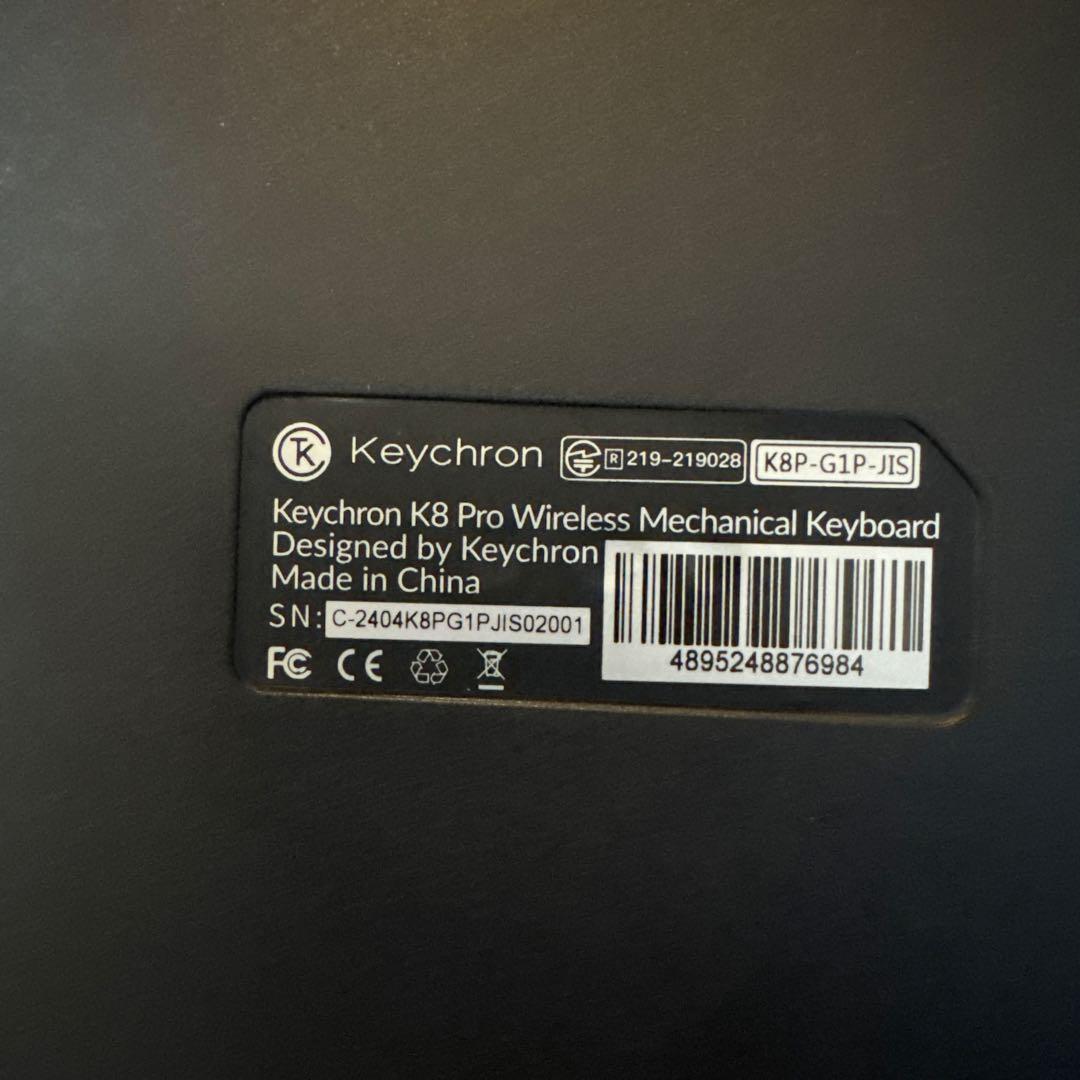 TK Keychron R 219-219028 K8P-G1P-JIS
Keychron K8 Pro Wireless Mechanical Keyboard
Designed by Keychron
Made in China
SN: C-2404K8PG1PJIS02001
FC CE
4895248876984